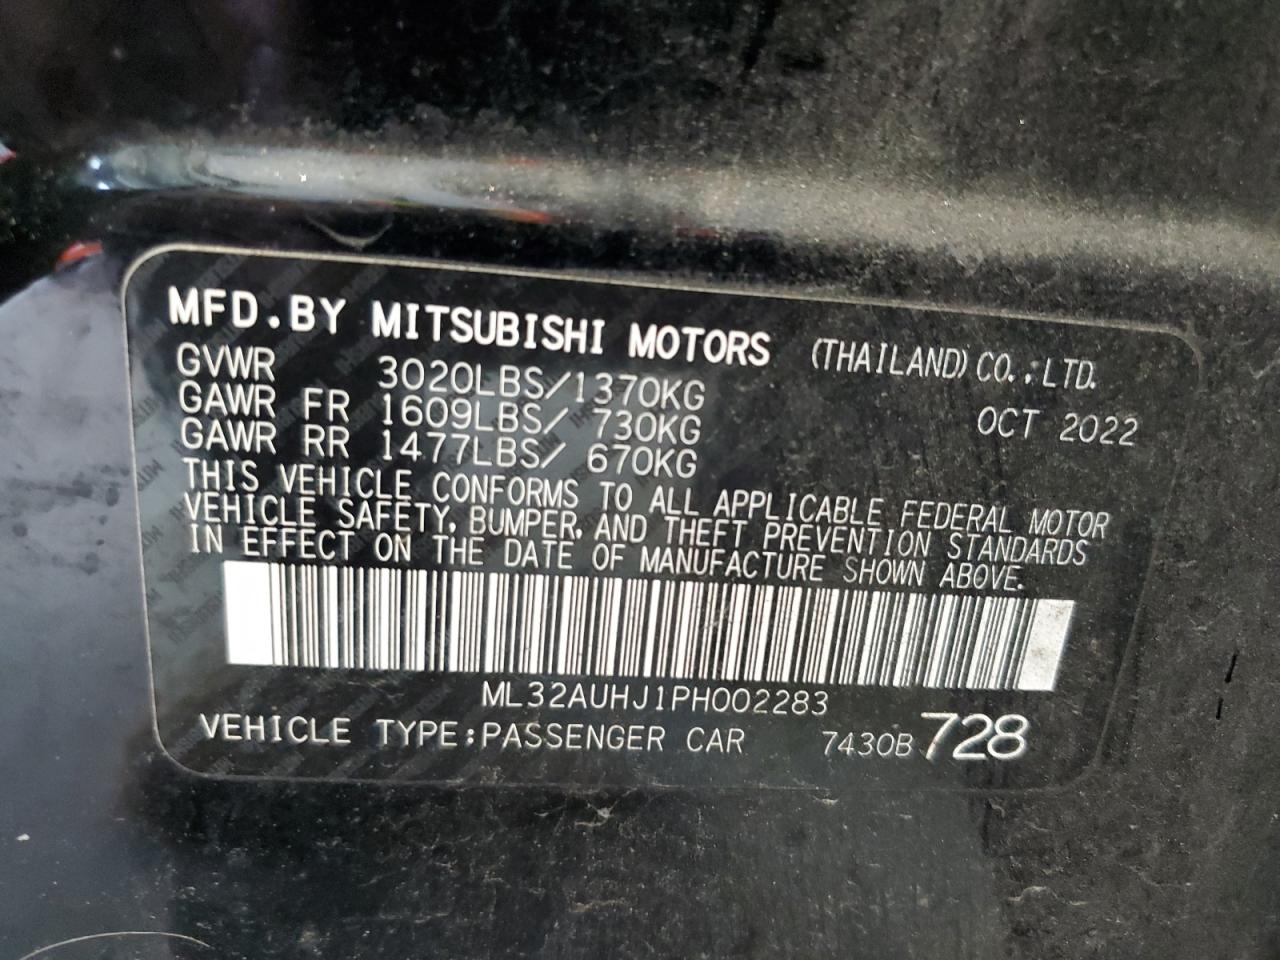 MFD.BY MITSUBISHI MOTORS (THAILAND) CO.,LTD.
GVWR 3020LBS/1370KG OCT 2022
GAWR FR 1609LBS/ 730KG
GAWR RR 1477LBS/ 670KG
THIS VEHICLE CONFORMS TO ALL APPLICABLE FEDERAL MOTOR
VEHICLE SAFETY, BUMPER, AND THEFT PREVENTION STANDARDS
IN EFFECT ON THE DATE OF MANUFACTURE SHOWN ABOVE.
ML32AUHJ1PH002283
VEHICLE TYPE:PASSENGER CAR 7430B 728